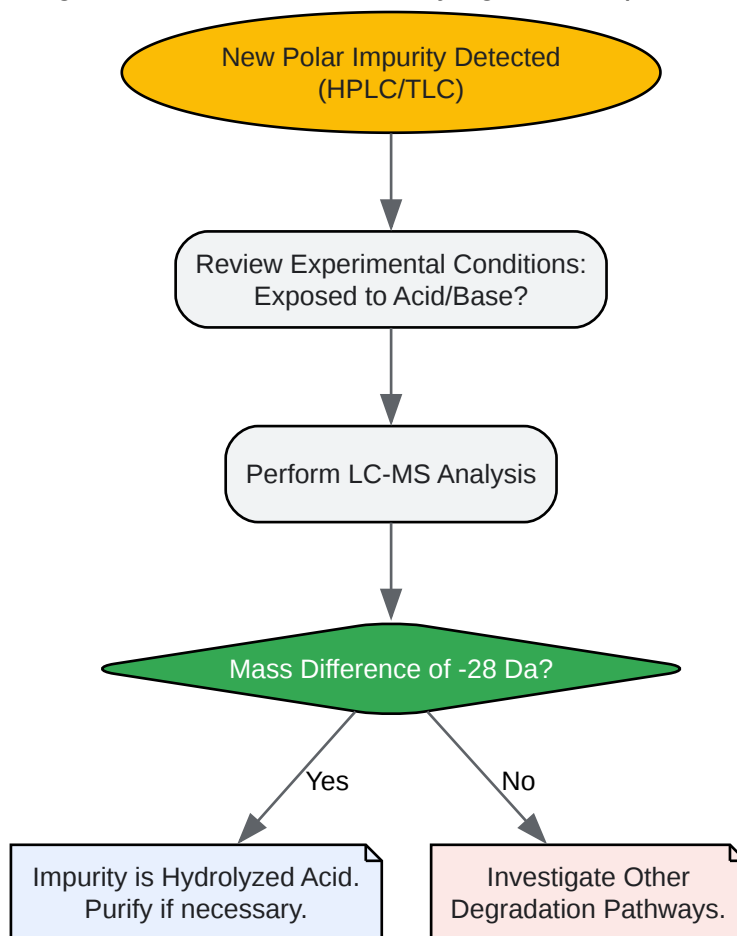 New Polar Impurity Detected
(HPLC/TLC)
Review Experimental Conditions:
Exposed to Acid/Base?
Perform LC-MS Analysis
Mass Difference of -28 Da?
Yes
No
Impurity is Hydrolyzed Acid.
Purify if necessary.
Investigate Other
Degradation Pathways.